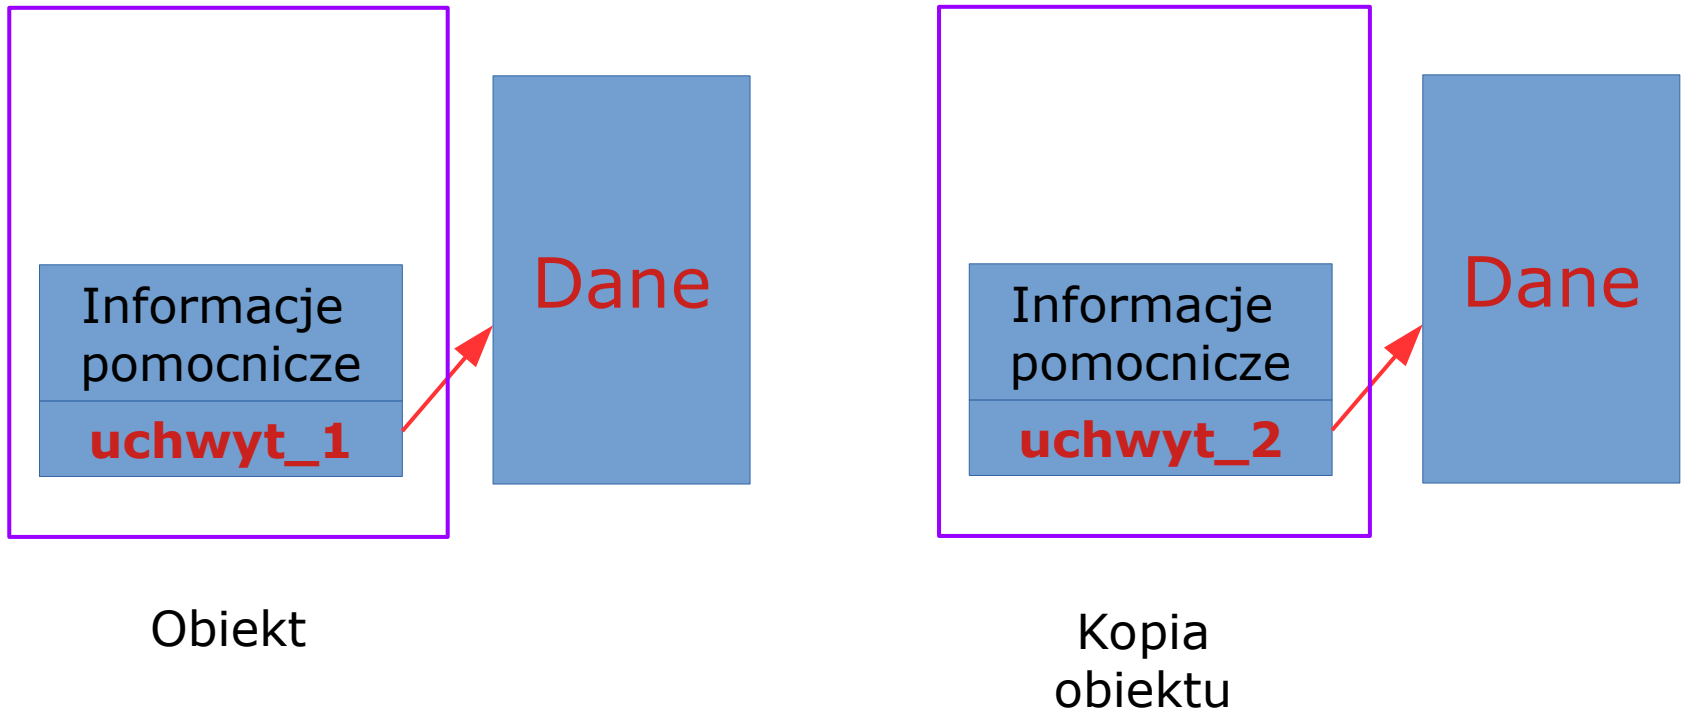 Informacje
pomocnicze
uchwyt_1
Dane
Obiekt
Informacje
pomocnicze
uchwyt_2
Dane
Kopia
obiektu